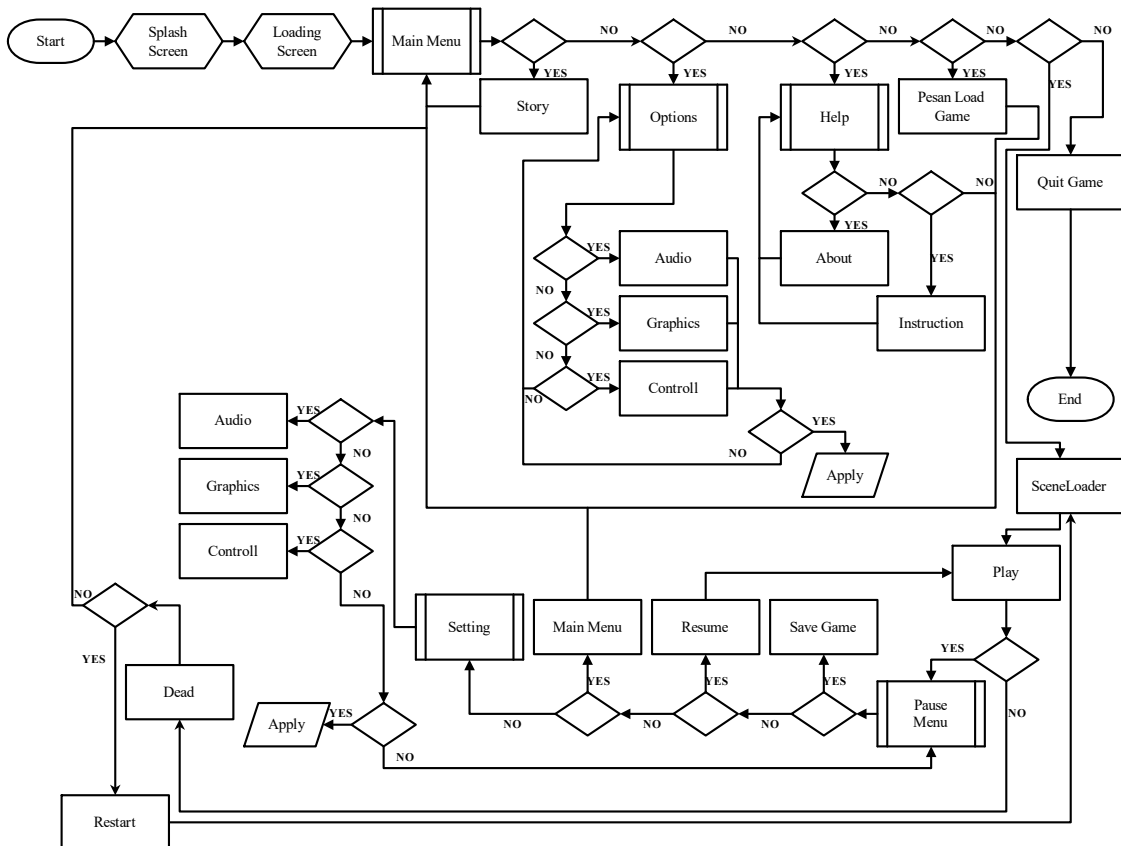 NO
NO
NO
NO
NO
Start
Splash
Screen
Loading
Screen
Main Menu
YES
YES
YES
YES
YES
Story
Options
Help
Pesan Load
Game
Quit Game
NO
NO
YES
YES
About
Instruction
YES
Audio
NO
YES
Graphics
NO
YES
Controll
NO
YES
NO
Apply
End
SceneLoader
Audio
YES
NO
Graphics
YES
NO
Controll
YES
NO
Play
YES
NO
NO
YES
Setting
Main Menu
Resume
Save Game
YES
YES
YES
NO
NO
NO
Pause
Menu
Dead
Apply
YES
NO
Restart